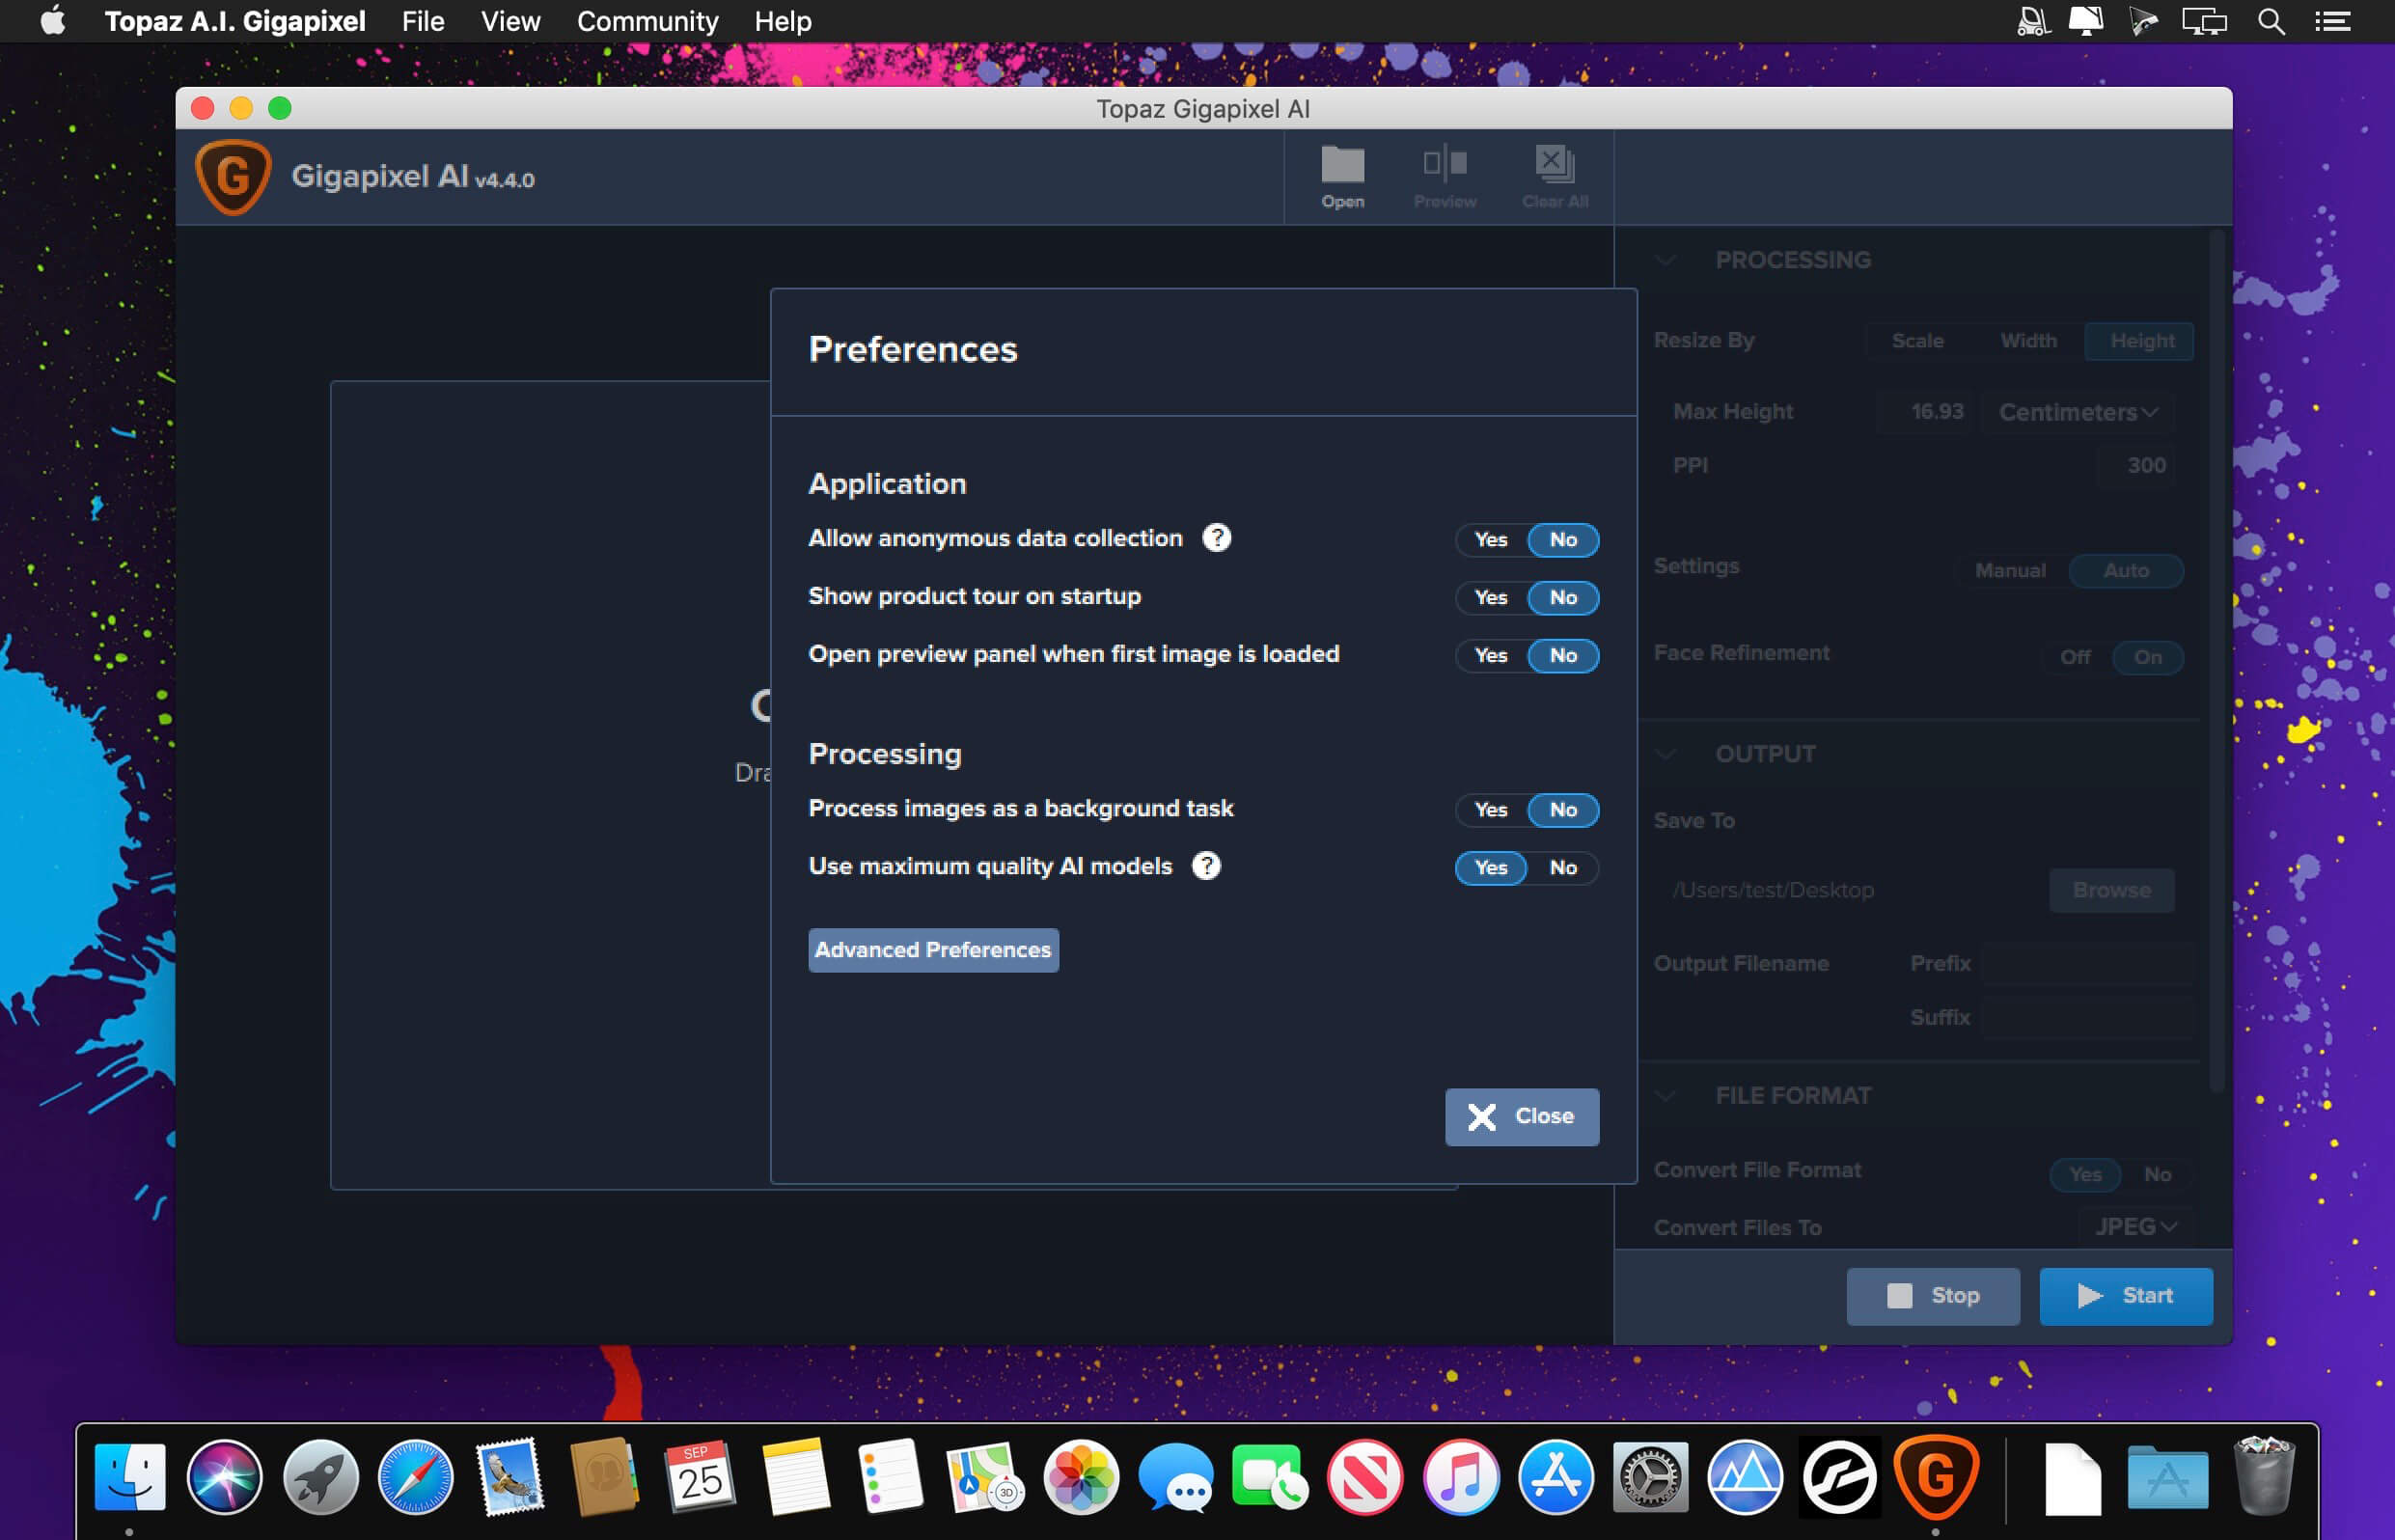 Topaz A.I. Gigapixel File View Community Help
Topaz Gigapixel AI
G Gigapixel AI v4.4.0
Open Preview Clear All
PROCESSING
Resize By Scale Width Height
Max Height 16.93 Centimeters
PPI 300
Settings Manual Auto
Face Refinement Off On
OUTPUT
Save To
/Users/test/Desktop Browse
Output Filename Prefix
Suffix
FILE FORMAT
Convert File Format Yes No
Convert Files To JPEG
Stop Start
Dra
Preferences
Application
Allow anonymous data collection ? Yes No
Show product tour on startup Yes No
Open preview panel when first image is loaded Yes No
Processing
Process images as a background task Yes No
Use maximum quality AI models ? Yes No
Advanced Preferences
Close
SEP
25
3D
G